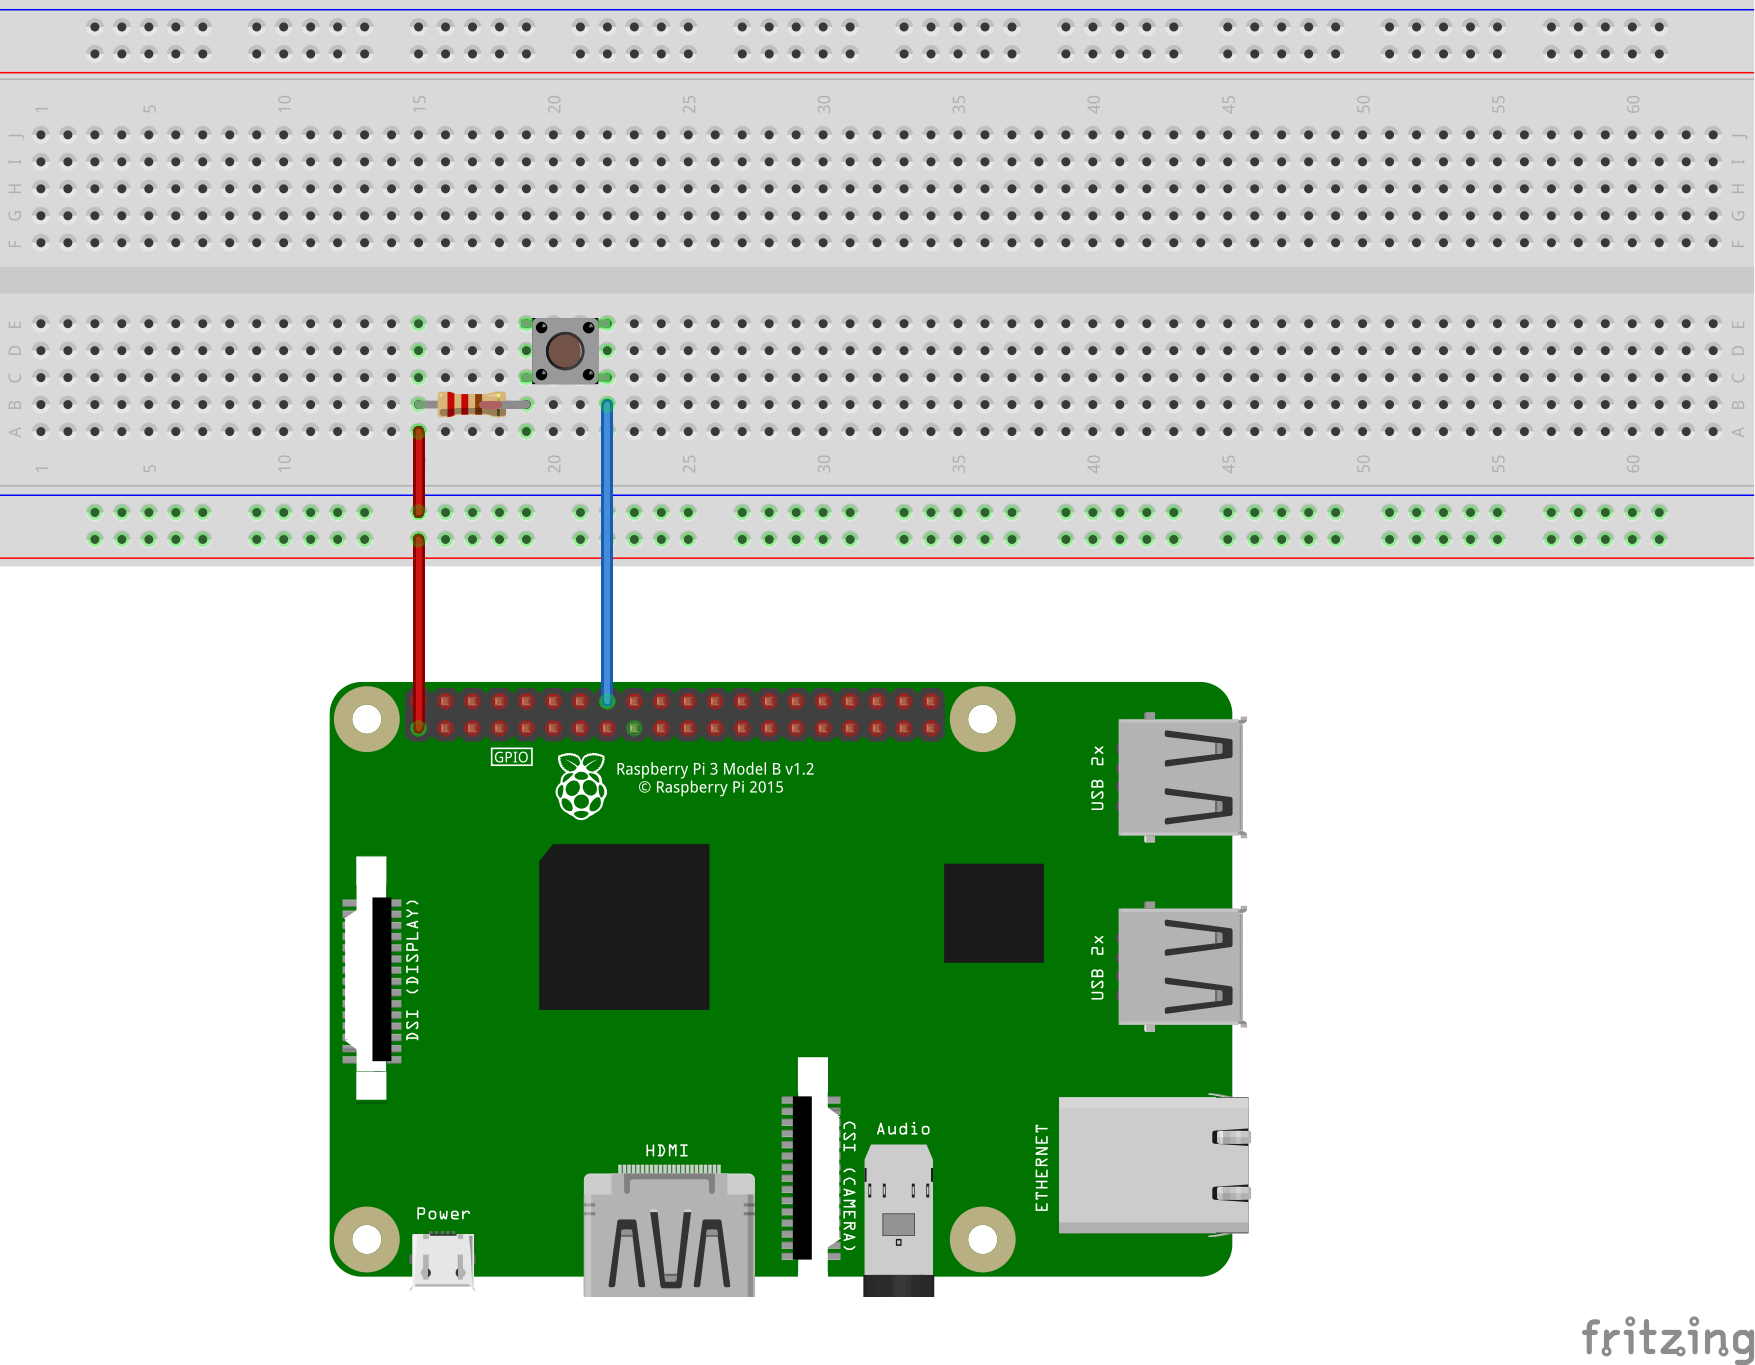 1 5 10 15 20 25 30 35 40 45 50 55 60
J J
I I
H H
G G
F F
E E
D D
C C
B B
A A
1 5 10 15 20 25 30 35 40 45 50 55 60
GPIO
Raspberry Pi 3 Model B v1.2
© Raspberry Pi 2015
USB 2x
DSI (DISPLAY)
USB 2x
CSI (CAMERA)
Audio
ETHERNET
HDMI
Power
fritzing